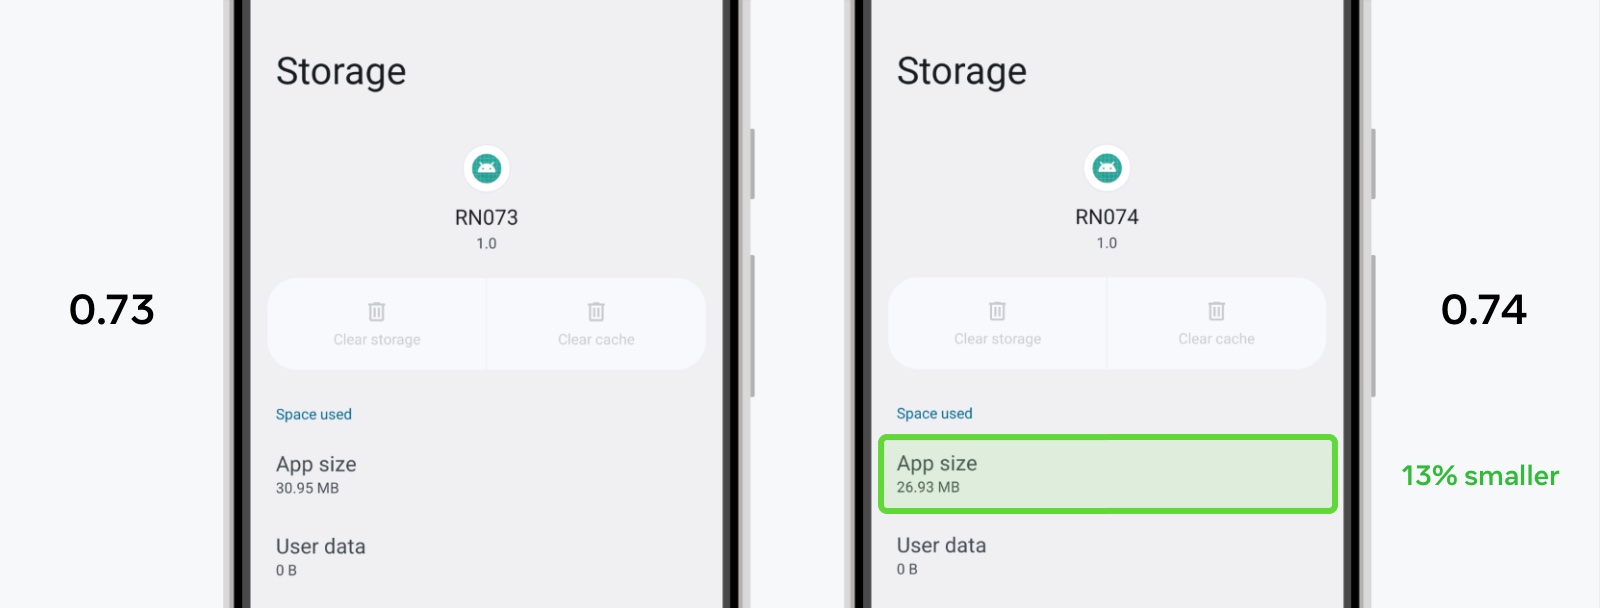 0.73
Storage
RN073
1.0
Clear storage
Clear cache
Space used
App size
30.95 MB
User data
0 B
Storage
RN074
1.0
Clear storage
Clear cache
Space used
App size
26.93 MB
User data
0 B
0.74
13% smaller